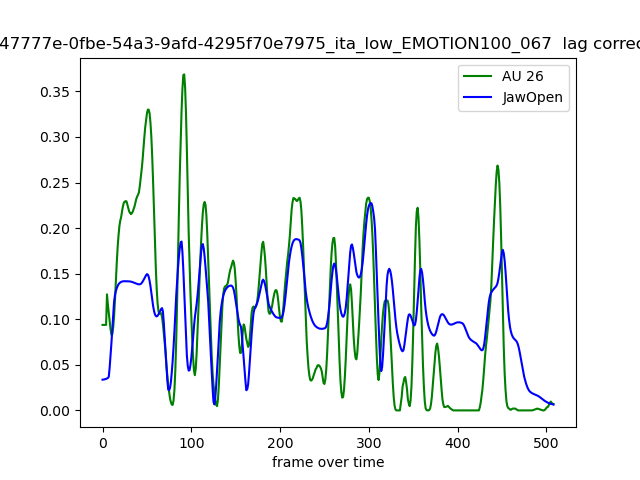 47777e-0fbe-54a3-9afd-4295f70e7975_ita_low_EMOTION100_067 lag correc
AU 26
JawOpen
0.35
0.30
0.25
0.20
0.15
0.10
0.05
0.00
0 100 200 300 400 500
frame over time